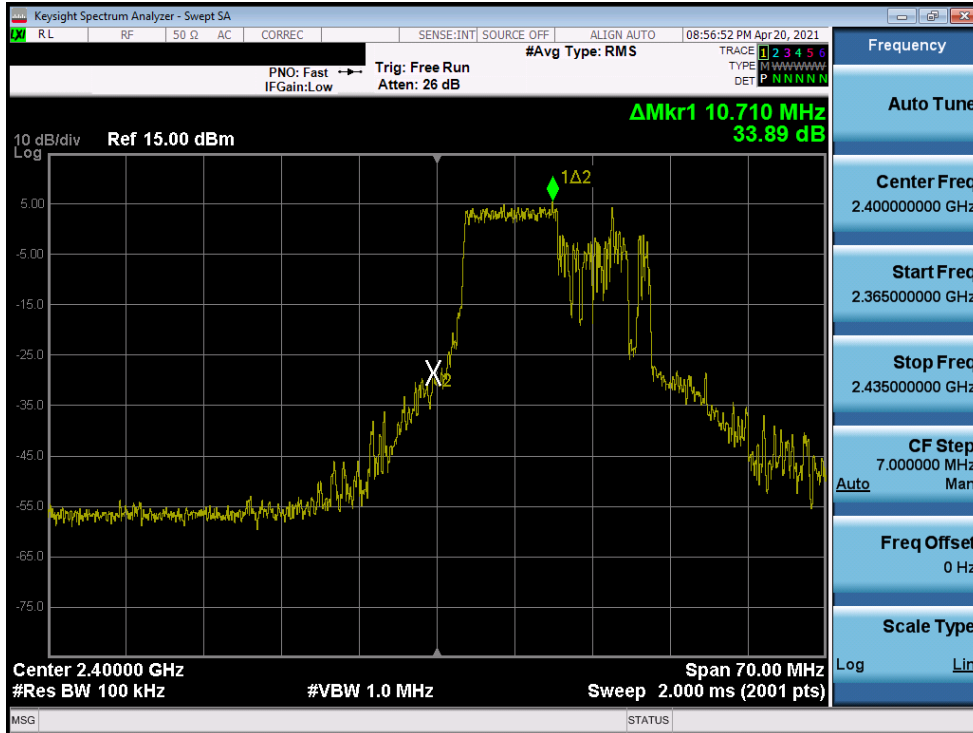 Keysight Spectrum Analyzer - Swept SA
LXI RL RF 50 Ω AC CORREC SENSE:INT SOURCE OFF ALIGN AUTO 08:56:52 PM Apr 20, 2021
#Avg Type: RMS
TRACE 1 2 3 4 5 6
TYPE M WWWWW
DET P N N N N N
PNO: Fast
IFGain:Low
Trig: Free Run
Atten: 26 dB
ΔMkr1 10.710 MHz
33.89 dB
10 dB/div
Log
Ref 15.00 dBm
1Δ2
5.00
-5.00
-15.0
-25.0
X2
-35.0
-45.0
-55.0
-65.0
-75.0
Center 2.40000 GHz
Span 70.00 MHz
#Res BW 100 kHz
#VBW 1.0 MHz
Sweep 2.000 ms (2001 pts)
MSG
STATUS
Frequency
Auto Tune
Center Freq
2.400000000 GHz
Start Freq
2.365000000 GHz
Stop Freq
2.435000000 GHz
CF Step
7.000000 MHz
Auto Man
Freq Offset
0 Hz
Scale Type
Log Lin